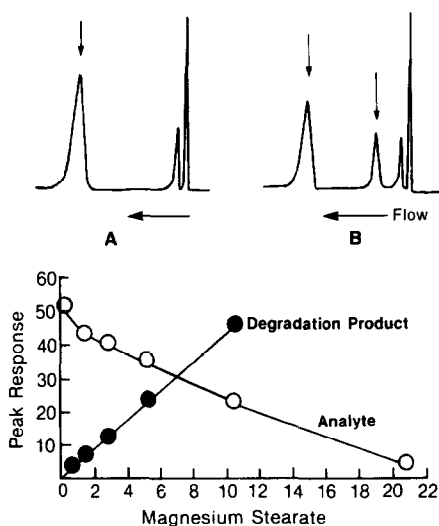 Flow
A
B
60
50
40
30
20
10
Peak Response
Degradation Product
Analyte
0 2 4 6 8 10 12 14 16 18 20 22
Magnesium Stearate